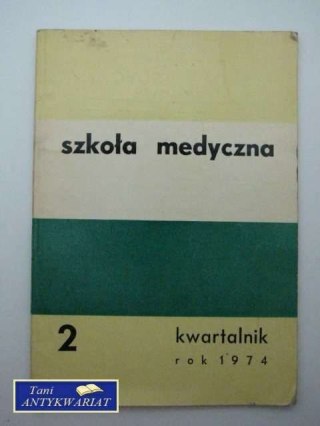 szkoła medyczna
2
kwartalnik
rok 1974
Tani
ANTYKWARIAT